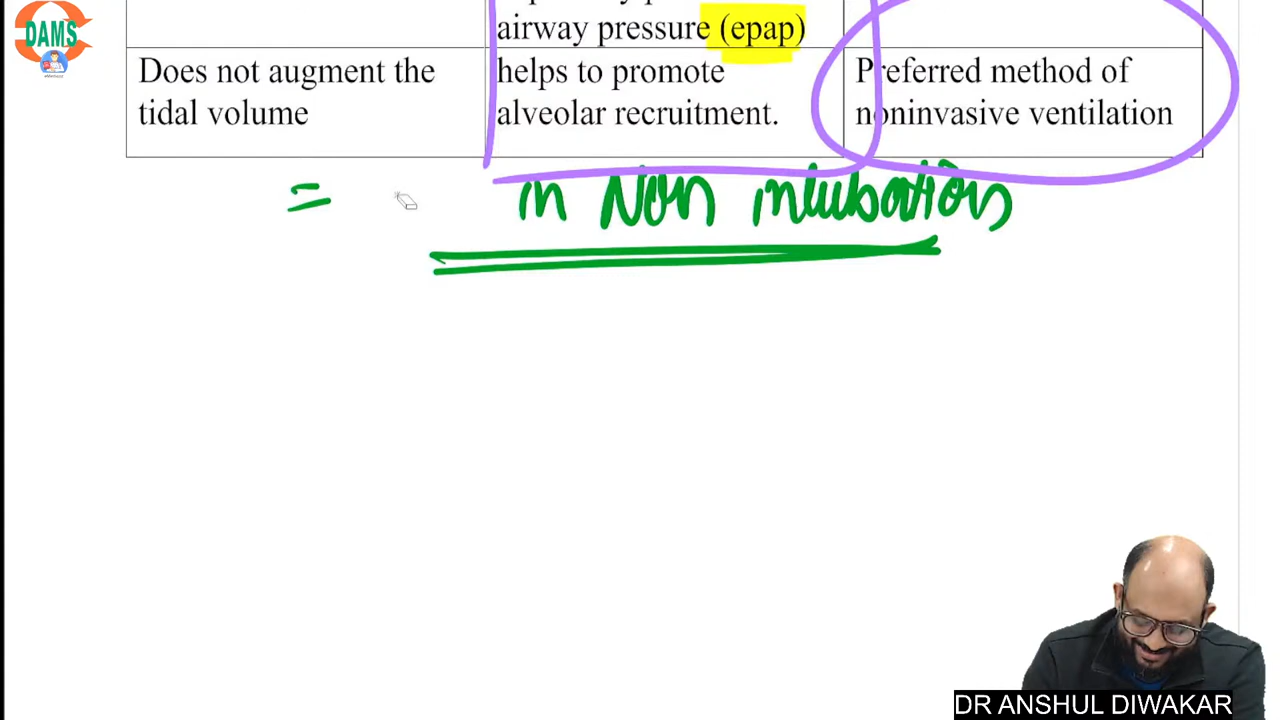 DAMS
airway pressure (epap)
Does not augment the
tidal volume
helps to promote
alveolar recruitment.
Preferred method of
noninvasive ventilation
= in Non
DR ANSHUL DIWAKAR